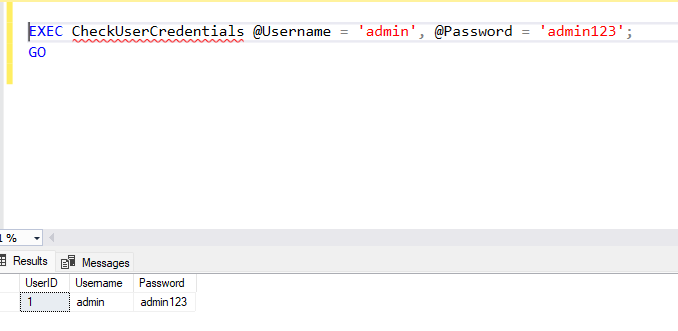 EXEC CheckUserCredentials @Username = 'admin', @Password = 'admin123';
GO
%
Results Messages
UserID Username Password
1 admin admin123